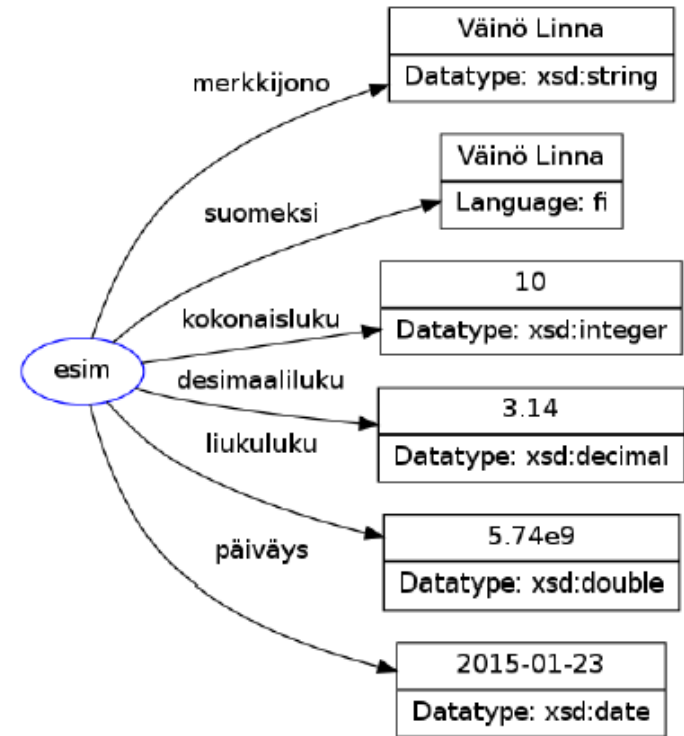 Väinö Linna
merkkijono
Datatype: xsd:string
Väinö Linna
suomeksi
Language: fi
10
kokonaisluku
Datatype: xsd:integer
esim
desimaaliluku
3.14
liukuluku
Datatype: xsd:decimal
5.74e9
päiväys
Datatype: xsd:double
2015-01-23
Datatype: xsd:date